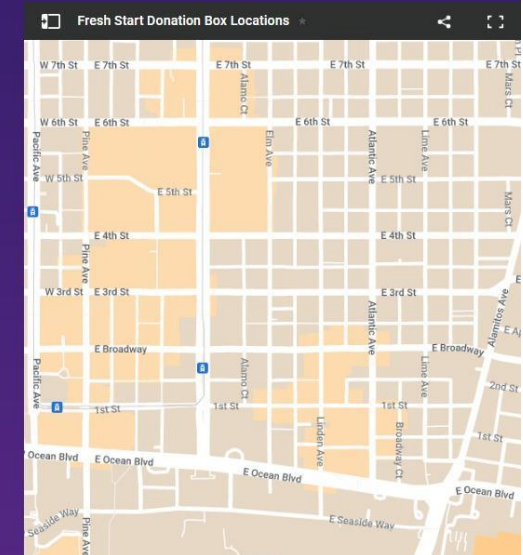 Fresh Start Donation Box Locations
W 7th St
E 7th St
E 7th St
E 7th St
E 7th St
Alamo Ct
Mars Ct
W 6th St
E 6th St
E 6th St
E 6th St
Pacific Ave
Pine Ave
Elm Ave
Atlantic Ave
Lime Ave
W 5th St
E 5th St
E 5th St
Mars Ct
E 4th St
E 4th St
Pine Ave
W 3rd St
E 3rd St
E 3rd St
Atlantic Ave
Alamitos Ave
E Broadway
E Broadway
Pacific Ave
Alamo Ct
Lime Ave
2nd St
1st St
1st St
1st St
Linden Ave
Broadway Ct
1st St
Ocean Blvd
E Ocean Blvd
E Ocean Blvd
E Ocean Blvd
Seaside Way
Pine Ave
E Seaside Way